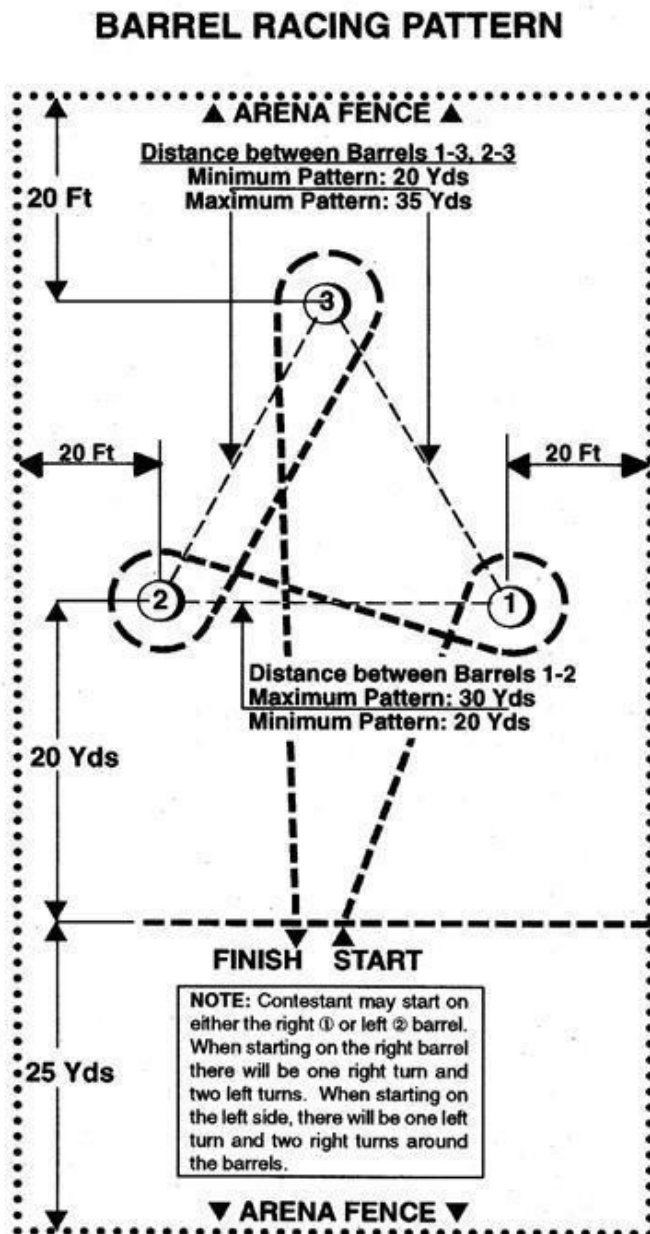 BARREL RACING PATTERN
▲ ARENA FENCE ▲
Distance between Barrels 1-3, 2-3
Minimum Pattern: 20 Yds
Maximum Pattern: 35 Yds
20 Ft
3
20 Ft
20 Ft
2
1
Distance between Barrels 1-2
Maximum Pattern: 30 Yds
Minimum Pattern: 20 Yds
20 Yds
FINISH START
NOTE: Contestant may start on
either the right ① or left ② barrel.
When starting on the right barrel
there will be one right turn and
two left turns. When starting on
the left side, there will be one left
turn and two right turns around
the barrels.
25 Yds
▼ ARENA FENCE ▼